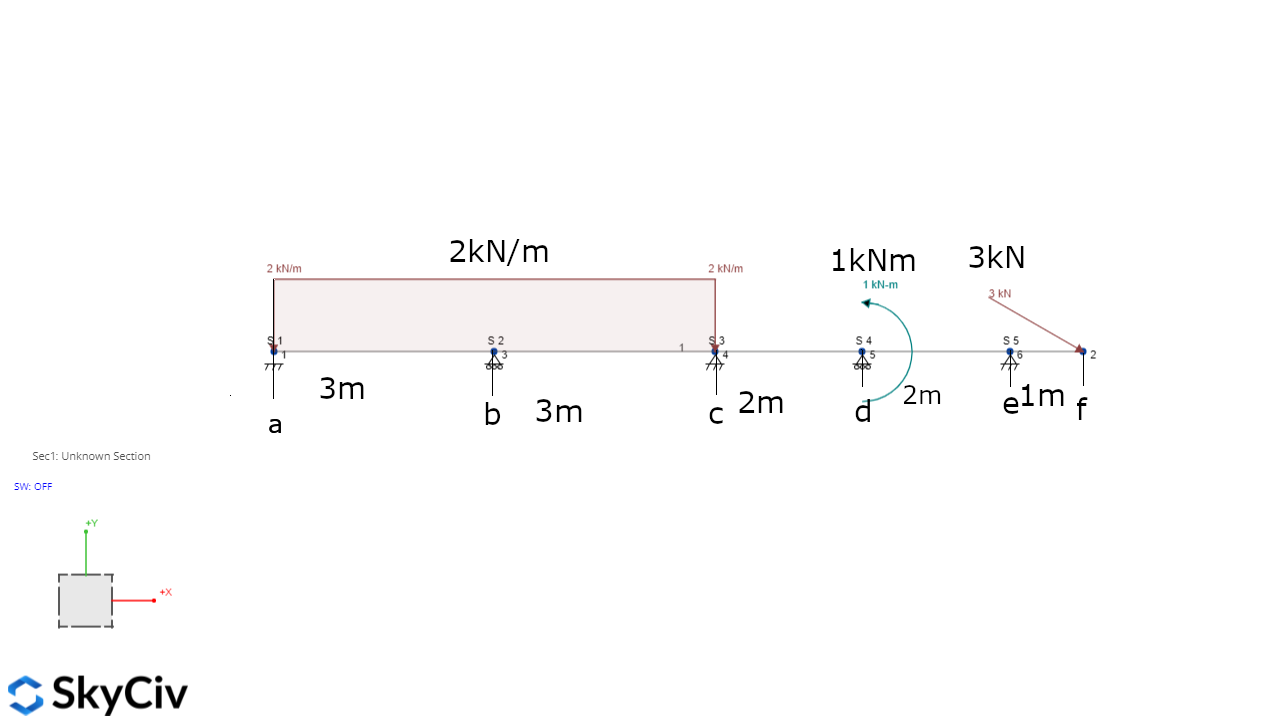 2kN/m
2 kN/m
2 kN/m
1kNm
3kN
1 kN-m
3 kN
S 1
S 2
S 3
S 4
S 5
1
3
1
4
5
6
2
3m
3m
2m
2m
1m
a
b
c
d
e
f
Sec1: Unknown Section
SW: OFF
+Y
+X
SkyCiv